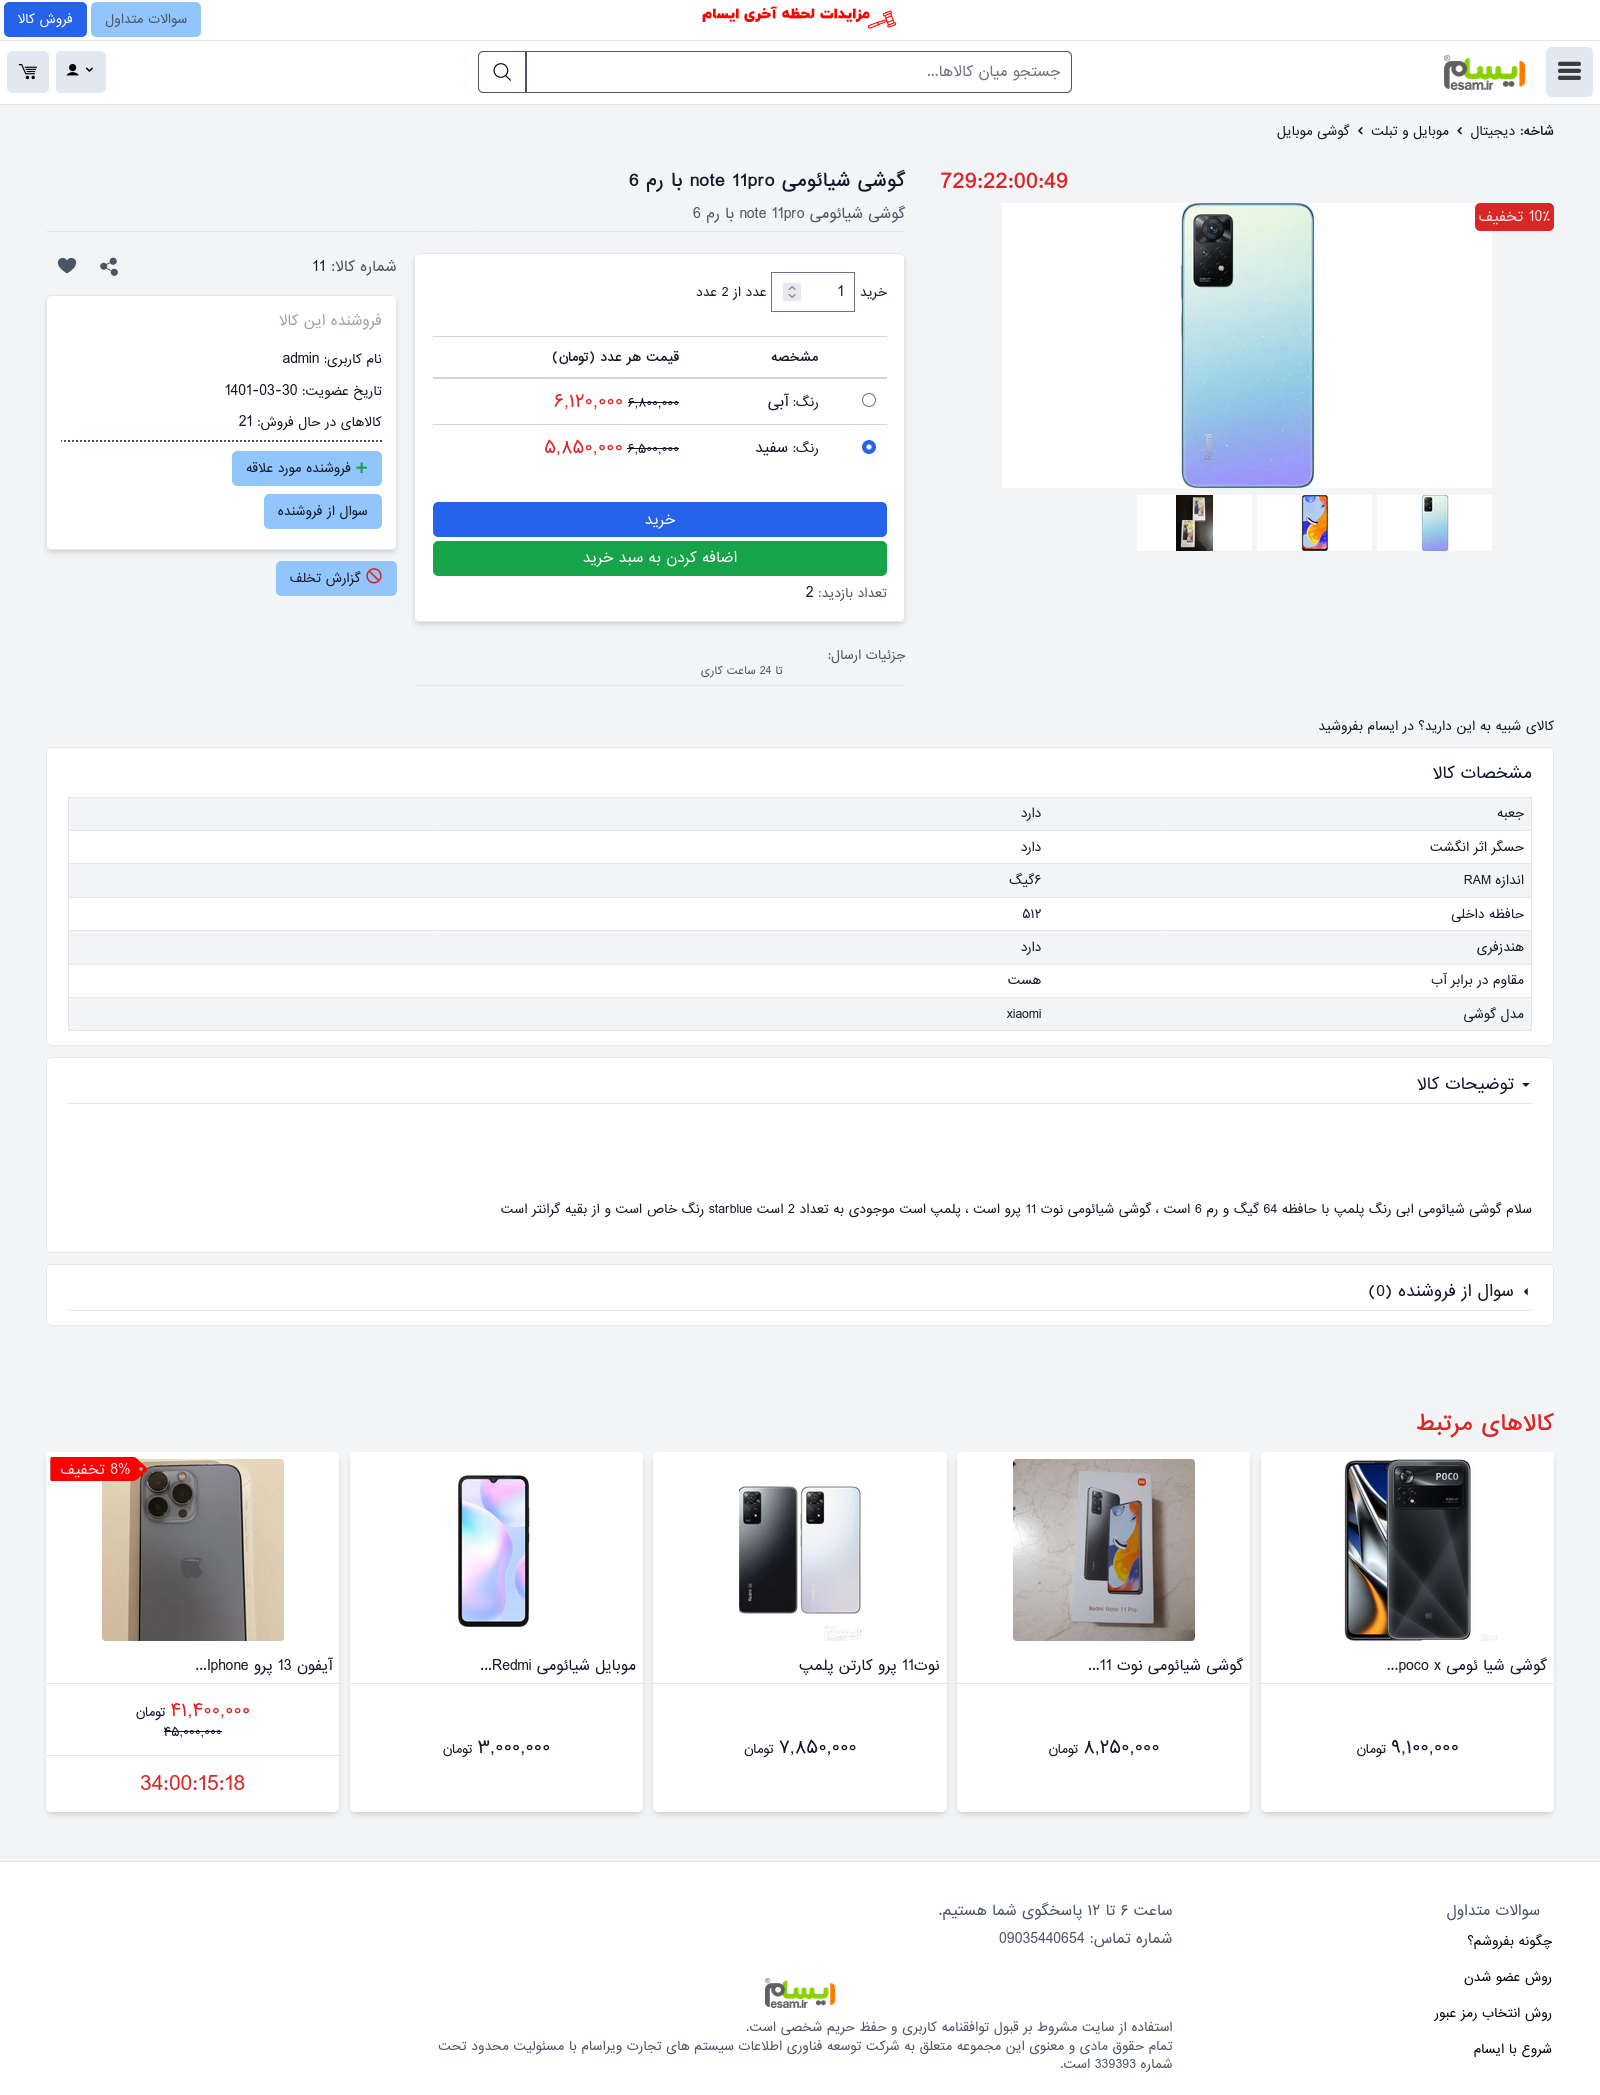 مزایدات لحظه آخری ایسام
سوالات متداول
فروش کالا
ایسام
esam.ir
جستجو میان کالاها...
شاخه: دیجیتال › موبایل و تبلت › گوشی موبایل
729:22:00:49
10٪ تخفیف
گوشی شیائومی note 11pro با رم 6
گوشی شیائومی note 11pro با رم 6
خرید 1 عدد از 2 عدد
مشخصه قیمت هر عدد (تومان)
رنگ: آبی ۶,۸۰۰,۰۰۰ ۶,۱۲۰,۰۰۰
رنگ: سفید ۶,۵۰۰,۰۰۰ ۵,۸۵۰,۰۰۰
خرید
اضافه کردن به سبد خرید
تعداد بازدید: 2
جزئیات ارسال:
تا 24 ساعت کاری
شماره کالا: 11
فروشنده این کالا
نام کاربری: admin
تاریخ عضویت: 30-03-1401
کالاهای در حال فروش: 21
فروشنده مورد علاقه
سوال از فروشنده
گزارش تخلف
کالای شبیه به این دارید؟ در ایسام بفروشید
مشخصات کالا
جعبه دارد
حسگر اثر انگشت دارد
اندازه RAM ۶گیگ
حافظه داخلی ۵۱۲
هندزفری دارد
مقاوم در برابر آب هست
مدل گوشی xiaomi
توضیحات کالا
سلام گوشی شیائومی ابی رنگ پلمپ با حافظه 64 گیگ و رم 6 است ، گوشی شیائومی نوت 11 پرو است ، پلمپ است موجودی به تعداد 2 است starblue رنگ خاص است و از بقیه گرانتر است
سوال از فروشنده (0)
کالاهای مرتبط
POCO
گوشی شیا ئومی poco x...
۹,۱۰۰,۰۰۰ تومان
Redmi Note 11 Pro
گوشی شیائومی نوت 11...
۸,۲۵۰,۰۰۰ تومان
نوت11 پرو کارتن پلمپ
۷,۸۵۰,۰۰۰ تومان
موبایل شیائومی Redmi...
۳,۰۰۰,۰۰۰ تومان
8% تخفیف
آیفون 13 پرو Iphone...
۴۱,۴۰۰,۰۰۰ تومان
۴۵,۰۰۰,۰۰۰
34:00:15:18
سوالات متداول
چگونه بفروشم؟
روش عضو شدن
روش انتخاب رمز عبور
شروع با ایسام
ساعت ۶ تا ۱۲ پاسخگوی شما هستیم.
شماره تماس: 09035440654
ایسام
esam.ir
استفاده از سایت مشروط بر قبول توافقنامه کاربری و حفظ حریم شخصی است.
تمام حقوق مادی و معنوی این مجموعه متعلق به شرکت توسعه فناوری اطلاعات سیستم های تجارت ویراسام با مسئولیت محدود تحت
شماره 339393 است.